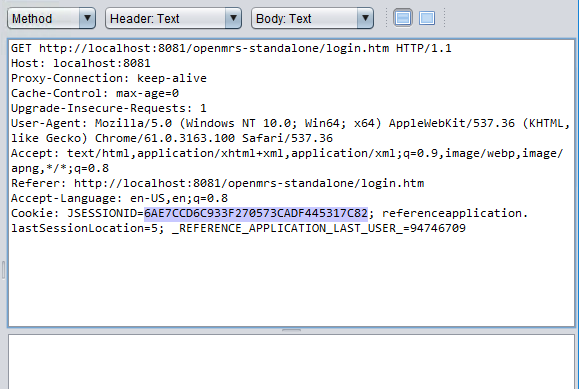 Method Header: Text Body: Text
GET http://localhost:8081/openmrs-standalone/login.htm HTTP/1.1
Host: localhost:8081
Proxy-Connection: keep-alive
Cache-Control: max-age=0
Upgrade-Insecure-Requests: 1
User-Agent: Mozilla/5.0 (Windows NT 10.0; Win64; x64) AppleWebKit/537.36 (KHTML,
like Gecko) Chrome/61.0.3163.100 Safari/537.36
Accept: text/html,application/xhtml+xml,application/xml;q=0.9,image/webp,image/
apng,*/*;q=0.8
Referer: http://localhost:8081/openmrs-standalone/login.htm
Accept-Language: en-US,en;q=0.8
Cookie: JSESSIONID=6AE7CCD6C933F270573CADF445317C82; referenceapplication.
lastSessionLocation=5; _REFERENCE_APPLICATION_LAST_USER_=94746709